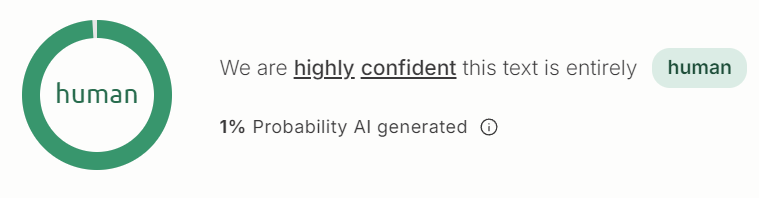 human
We are highly confident this text is entirely human
1% Probability AI generated